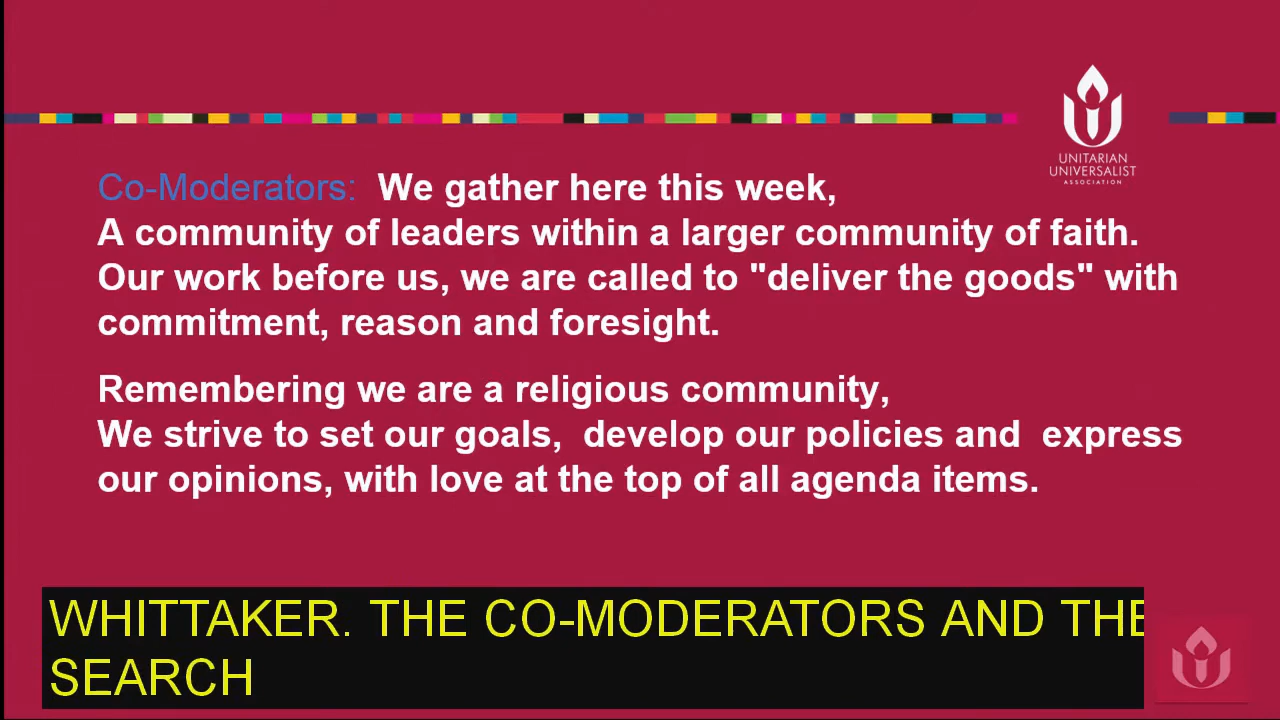 UNITARIAN
UNIVERSALIST
ASSOCIATION
Co-Moderators: We gather here this week,
A community of leaders within a larger community of faith.
Our work before us, we are called to "deliver the goods" with
commitment, reason and foresight.
Remembering we are a religious community,
We strive to set our goals, develop our policies and express
our opinions, with love at the top of all agenda items.
WHITTAKER. THE CO-MODERATORS AND THE
SEARCH